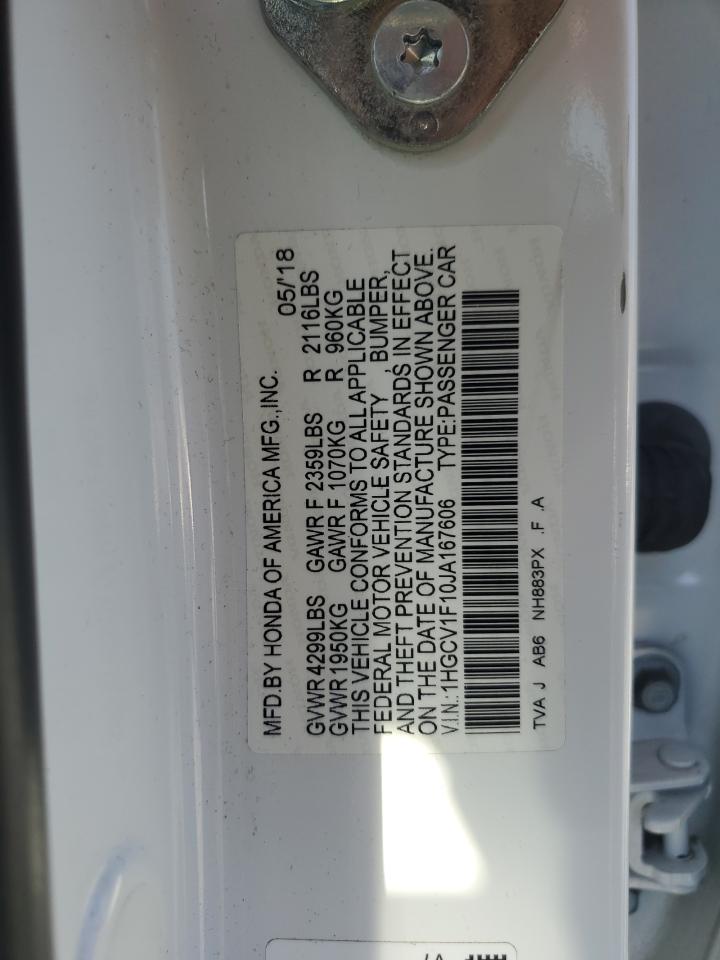 MFD.BY HONDA OF AMERICA MFG.,INC. 05/'18
GVWR 4299LBS GAWR F 2359LBS R 2116LBS
GVWR 1950KG GAWR F 1070KG R 960KG
THIS VEHICLE CONFORMS TO ALL APPLICABLE
FEDERAL MOTOR VEHICLE SAFETY , BUMPER,
AND THEFT PREVENTION STANDARDS IN EFFECT
ON THE DATE OF MANUFACTURE SHOWN ABOVE.
V.I.N.:1HGCV1F10JA167606 TYPE:PASSENGER CAR
TVA J AB6 NH883PX .F .A